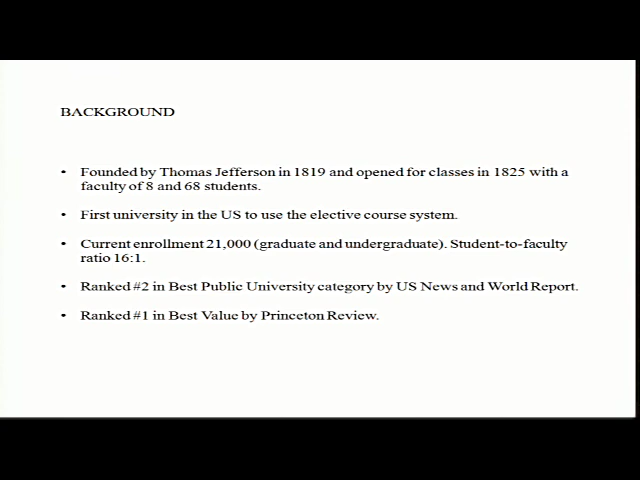 BACKGROUND
• Founded by Thomas Jefferson in 1819 and opened for classes in 1825 with a
faculty of 8 and 68 students.
• First university in the US to use the elective course system.
• Current enrollment 21,000 (graduate and undergraduate). Student-to-faculty
ratio 16:1.
• Ranked #2 in Best Public University category by US News and World Report.
• Ranked #1 in Best Value by Princeton Review.